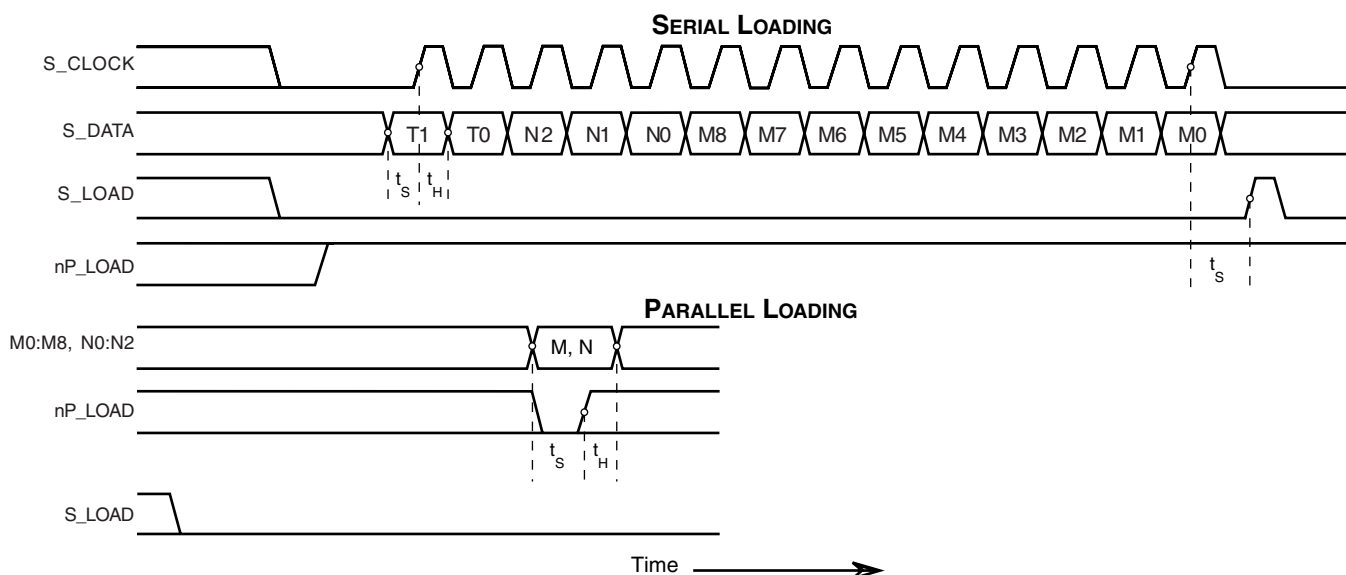 SERIAL LOADING
S_CLOCK
S_DATA T1 T0 N2 N1 N0 M8 M7 M6 M5 M4 M3 M2 M1 M0
tS tH
S_LOAD
nP_LOAD
tS
PARALLEL LOADING
M0:M8, N0:N2 M, N
nP_LOAD
tS tH
S_LOAD
Time